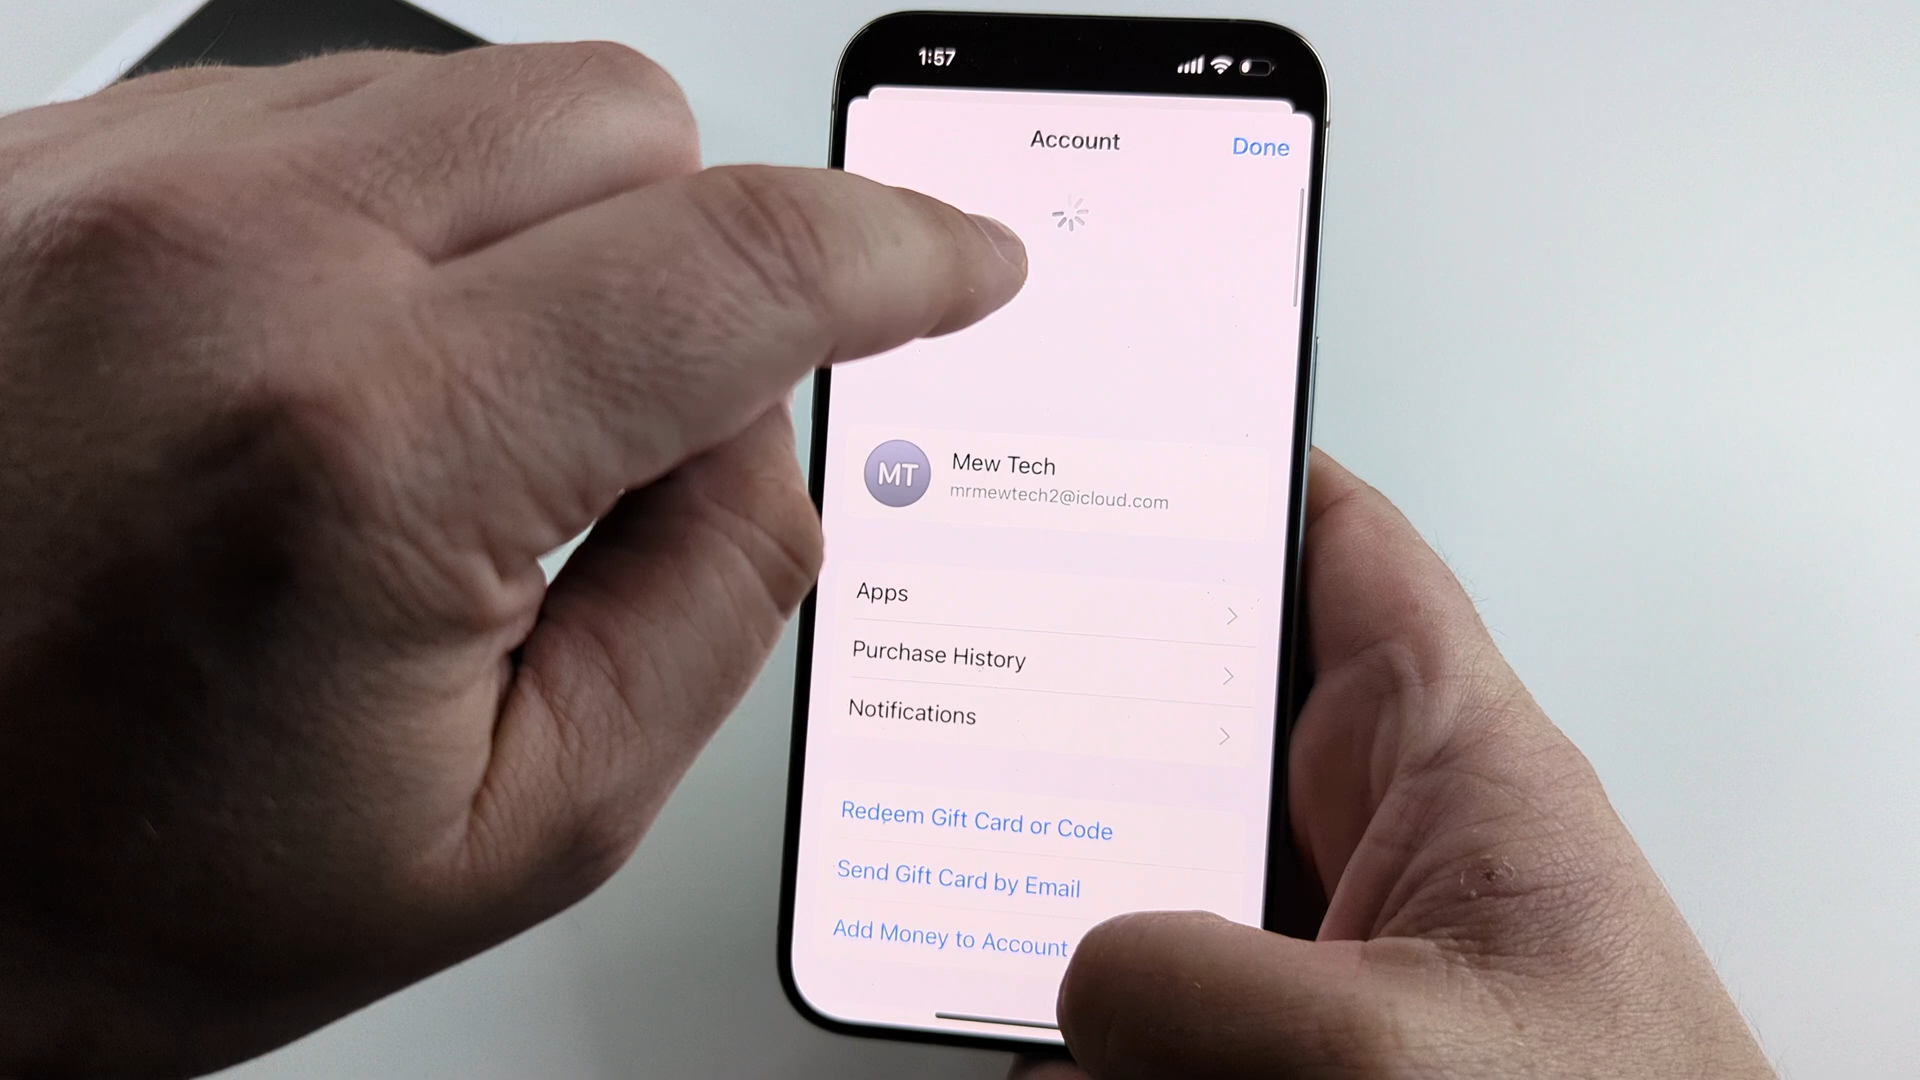 1:57
Account
Done
MT
Mew Tech
mrmewtech2@icloud.com
Apps
Purchase History
Notifications
Redeem Gift Card or Code
Send Gift Card by Email
Add Money to Account